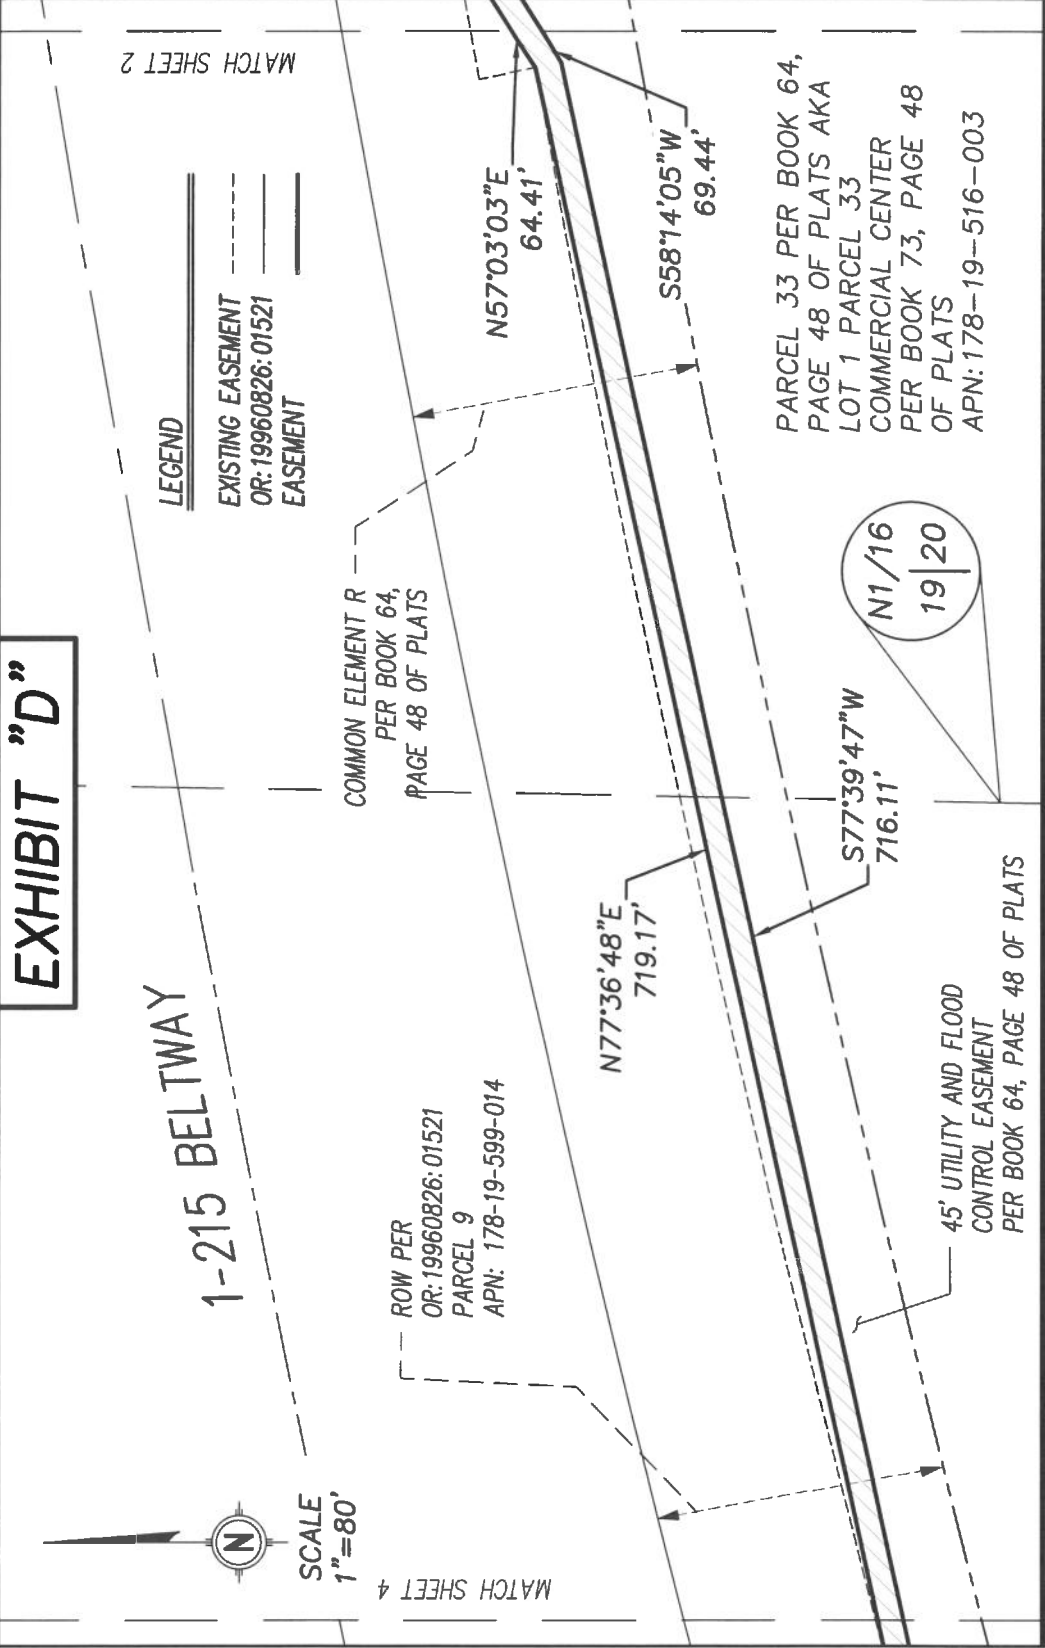 EXHIBIT "D"
1-215 BELTWAY
N
SCALE
1"=80'
MATCH SHEET 4
MATCH SHEET 2
LEGEND
EXISTING EASEMENT
OR:19960826:01521
EASEMENT
ROW PER
OR:19960826:01521
PARCEL 9
APN: 178-19-599-014
COMMON ELEMENT R
PER BOOK 64,
PAGE 48 OF PLATS
N57°03'03"E
64.41'
S58°14'05"W
69.44'
N77°36'48"E
719.17'
S77°39'47"W
716.11'
N1/16
19|20
PARCEL 33 PER BOOK 64,
PAGE 48 OF PLATS AKA
LOT 1 PARCEL 33
COMMERCIAL CENTER
PER BOOK 73, PAGE 48
OF PLATS
APN: 178-19-516-003
45' UTILITY AND FLOOD
CONTROL EASEMENT
PER BOOK 64, PAGE 48 OF PLATS